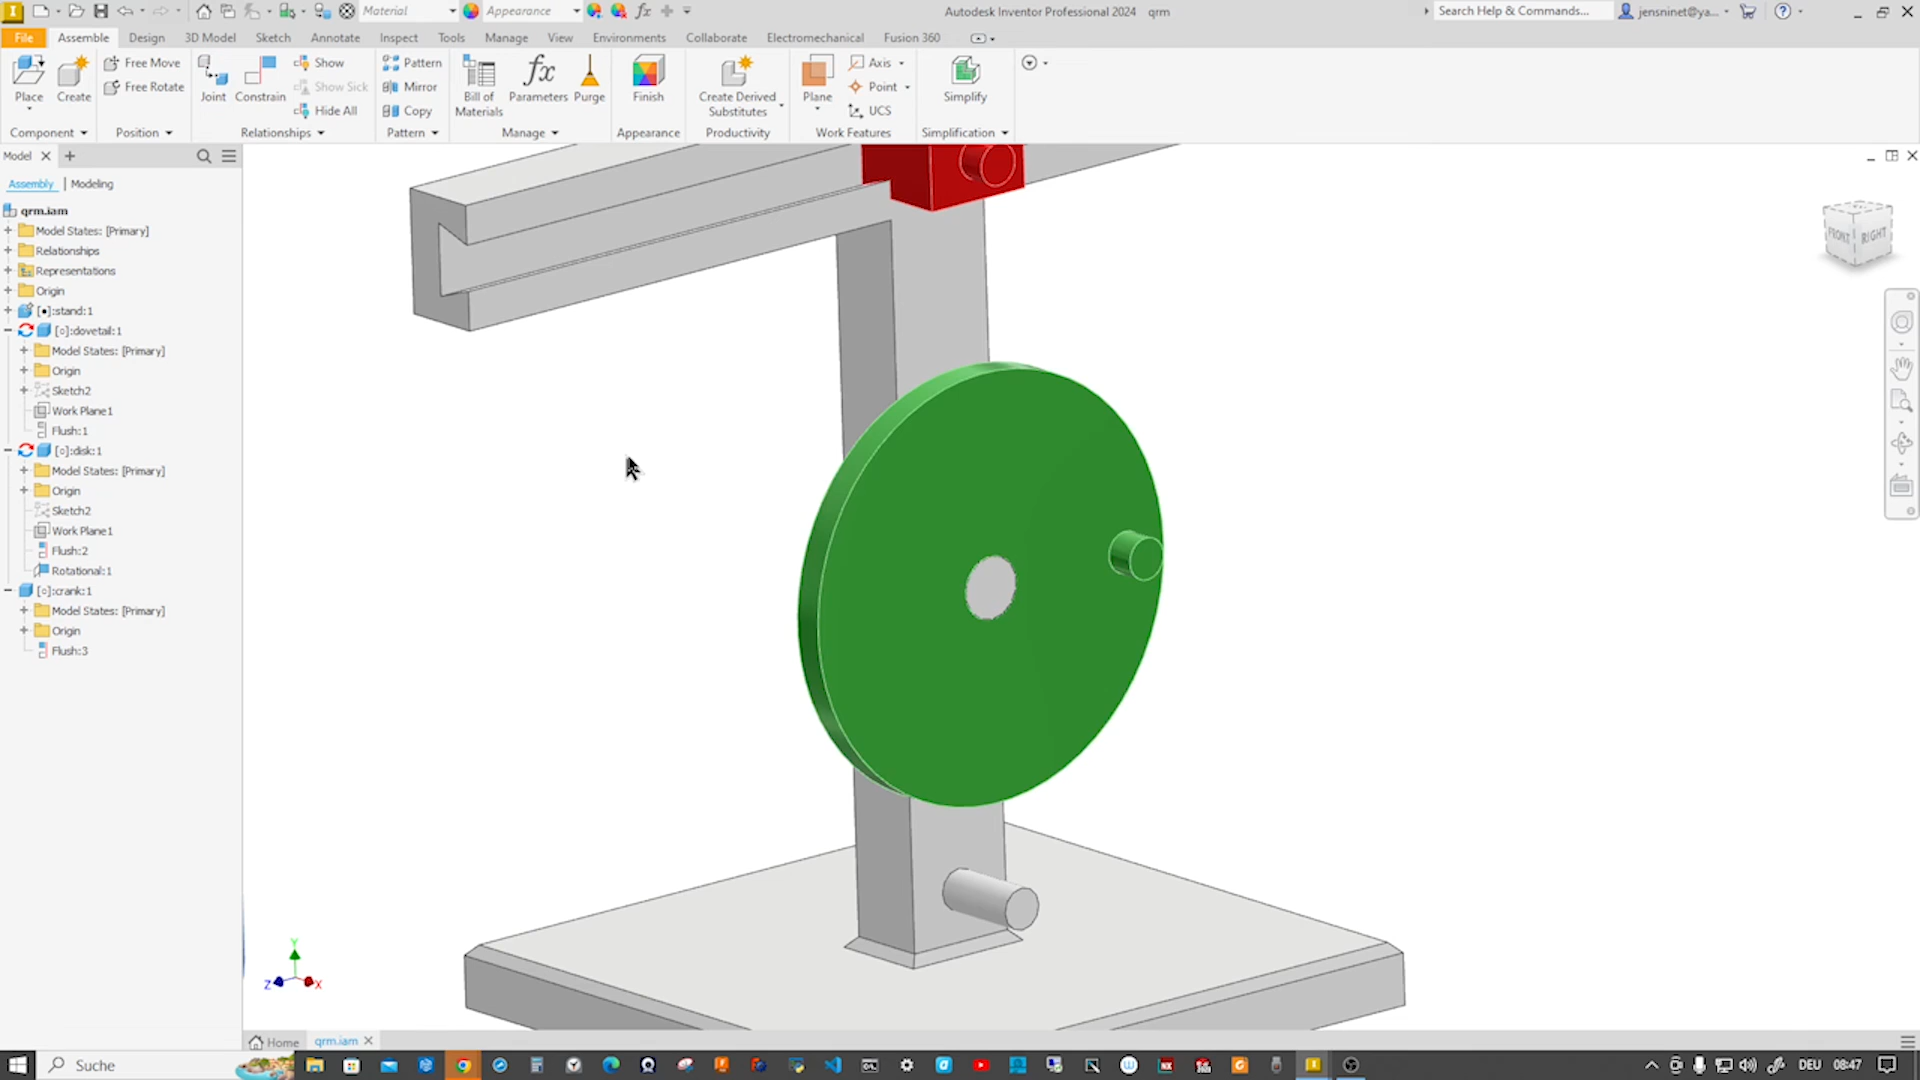 Material
Appearance
Autodesk Inventor Professional 2024 qrm
Search Help & Commands...
jensninet@ya...
File Assemble Design 3D Model Sketch Annotate Inspect Tools Manage View Environments Collaborate Electromechanical Fusion 360
Place
Create
Free Move
Free Rotate
Joint
Constrain
Show
Show Sick
Hide All
Pattern
Mirror
Copy
Bill of
Materials
Parameters
Purge
Finish
Create Derived
Substitutes
Plane
Axis
Point
UCS
Simplify
Component Position Relationships Pattern Manage Appearance Productivity Work Features Simplification
Model
Assembly | Modeling
qrm.iam
Model States: [Primary]
Relationships
Representations
Origin
[•]:stand:1
[○]:dovetail:1
Model States: [Primary]
Origin
Sketch2
Work Plane1
Flush:1
[○]:disk:1
Model States: [Primary]
Origin
Sketch2
Work Plane1
Flush:2
Rotational:1
[○]:crank:1
Model States: [Primary]
Origin
Flush:3
FRONT RIGHT
Y
Z X
Home qrm.iam
Suche
DEU 08:47